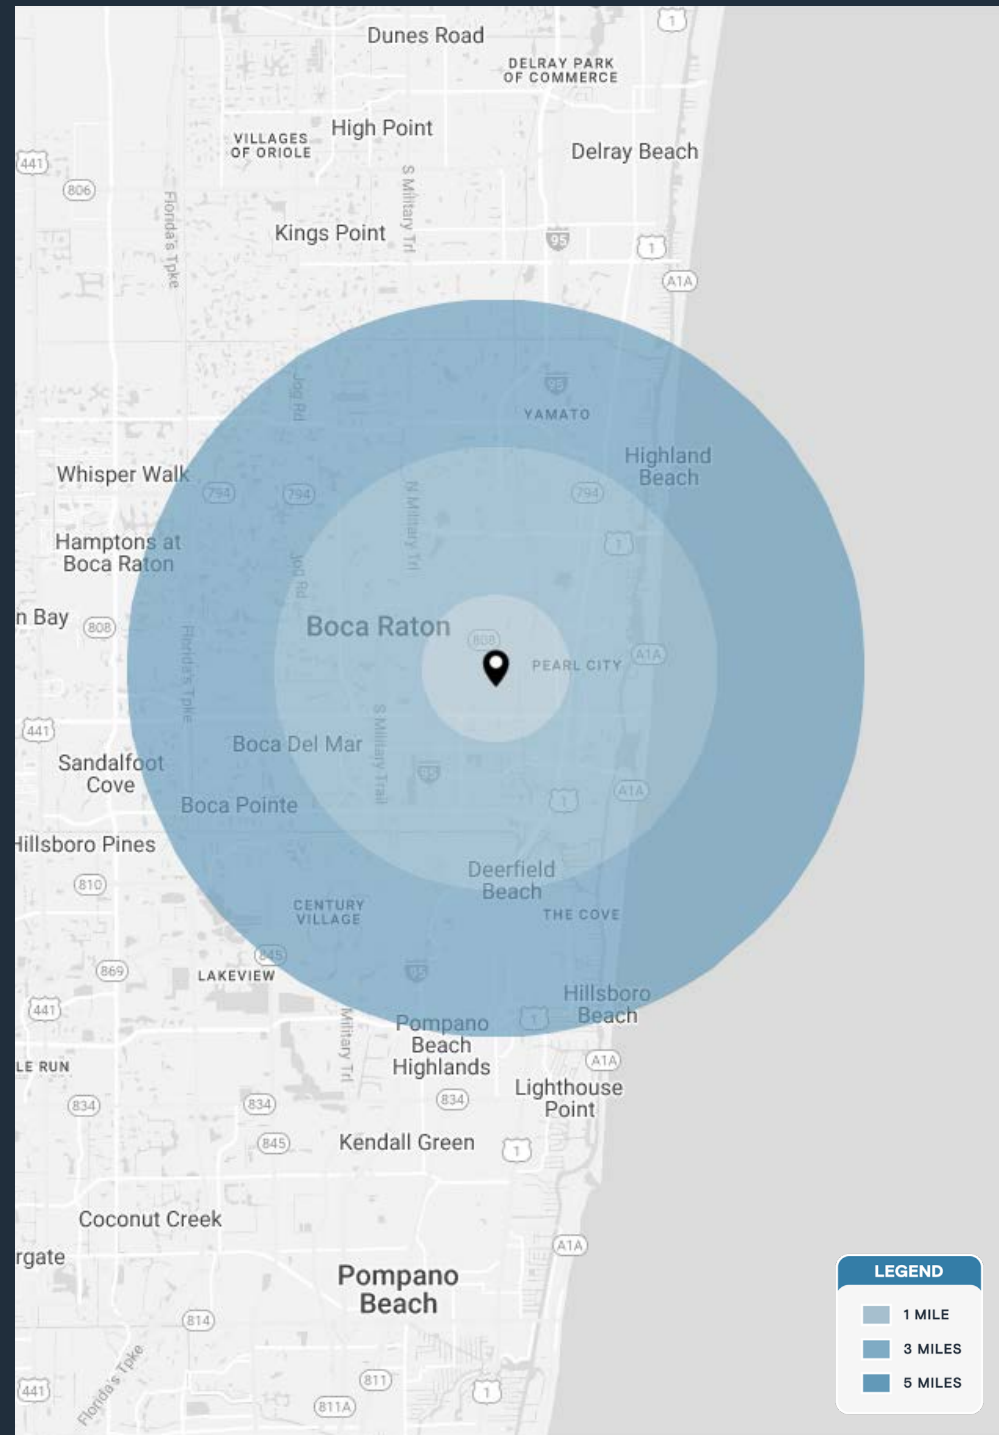 1
Dunes Road
DELRAY PARK
OF COMMERCE
High Point
VILLAGES
OF ORIOLE
Delray Beach
441
806
S Military Trl
Florida's Tpke
Kings Point
95
1
A1A
Jog Rd
95
YAMATO
Highland
Beach
Whisper Walk
794
794
794
N Military Trl
1
Hamptons at
Boca Raton
Jog Rd
n Bay
808
Boca Raton
808
A1A
PEARL CITY
Florida's Tpke
441
S Military Trail
Boca Del Mar
Sandalfoot
Cove
95
A1A
1
Boca Pointe
Hillsboro Pines
810
Deerfield
Beach
CENTURY
VILLAGE
THE COVE
845
869
LAKEVIEW
95
441
Hillsboro
Beach
1
Military Trl
Pompano
Beach
Highlands
A1A
LE RUN
Lighthouse
Point
834
834
834
845
Kendall Green
1
Coconut Creek
A1A
rgate
Pompano
Beach
814
Florida's Tpke
811
441
811A
1
LEGEND
1 MILE
3 MILES
5 MILES